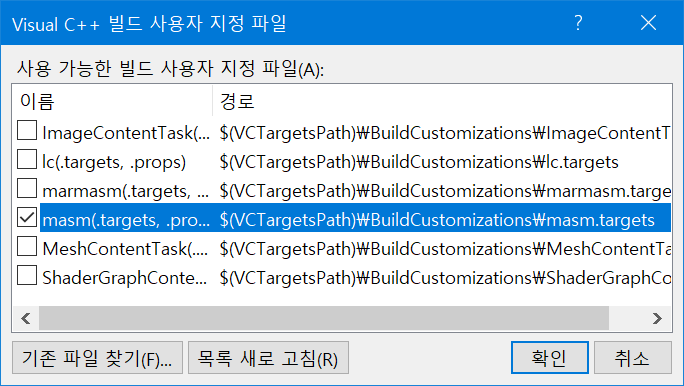 Visual C++ 빌드 사용자 지정 파일
사용 가능한 빌드 사용자 지정 파일(A):
이름 경로
ImageContentTask(... $(VCTargetsPath)₩BuildCustomizations₩ImageContentT
lc(.targets, .props) $(VCTargetsPath)₩BuildCustomizations₩lc.targets
marmasm(.targets, ... $(VCTargetsPath)₩BuildCustomizations₩marmasm.targe
masm(.targets, .pro... $(VCTargetsPath)₩BuildCustomizations₩masm.targets
MeshContentTask(.... $(VCTargetsPath)₩BuildCustomizations₩MeshContentTa
ShaderGraphConte... $(VCTargetsPath)₩BuildCustomizations₩ShaderGraphCo
기존 파일 찾기(F)... 목록 새로 고침(R) 확인 취소